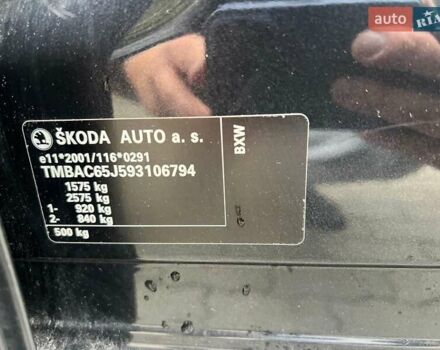 auto RIA
ŠKODA AUTO a. s.
e11*2001/116*0291
TMBAC65J593106794
1575 kg
2575 kg
1- 920 kg
2- 840 kg
500 kg
BXW